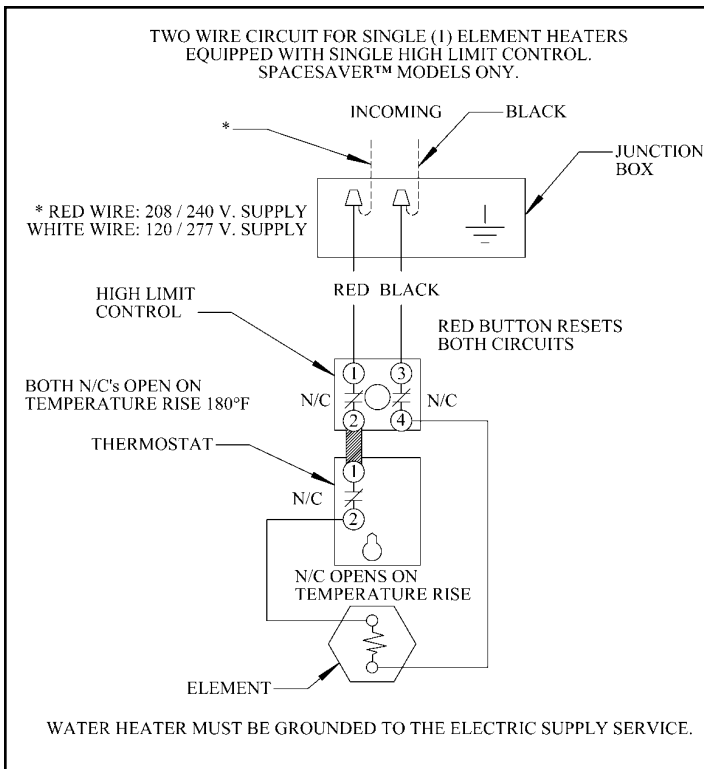 TWO WIRE CIRCUIT FOR SINGLE (1) ELEMENT HEATERS
EQUIPPED WITH SINGLE HIGH LIMIT CONTROL.
SPACESAVER™ MODELS ONY.
INCOMING
BLACK
*
JUNCTION
BOX
* RED WIRE: 208 / 240 V. SUPPLY
WHITE WIRE: 120 / 277 V. SUPPLY
RED BLACK
HIGH LIMIT
CONTROL
RED BUTTON RESETS
BOTH CIRCUITS
1
3
BOTH N/C's OPEN ON
TEMPERATURE RISE 180°F
N/C
N/C
2
4
THERMOSTAT
1
N/C
2
N/C OPENS ON
TEMPERATURE RISE
ELEMENT
WATER HEATER MUST BE GROUNDED TO THE ELECTRIC SUPPLY SERVICE.